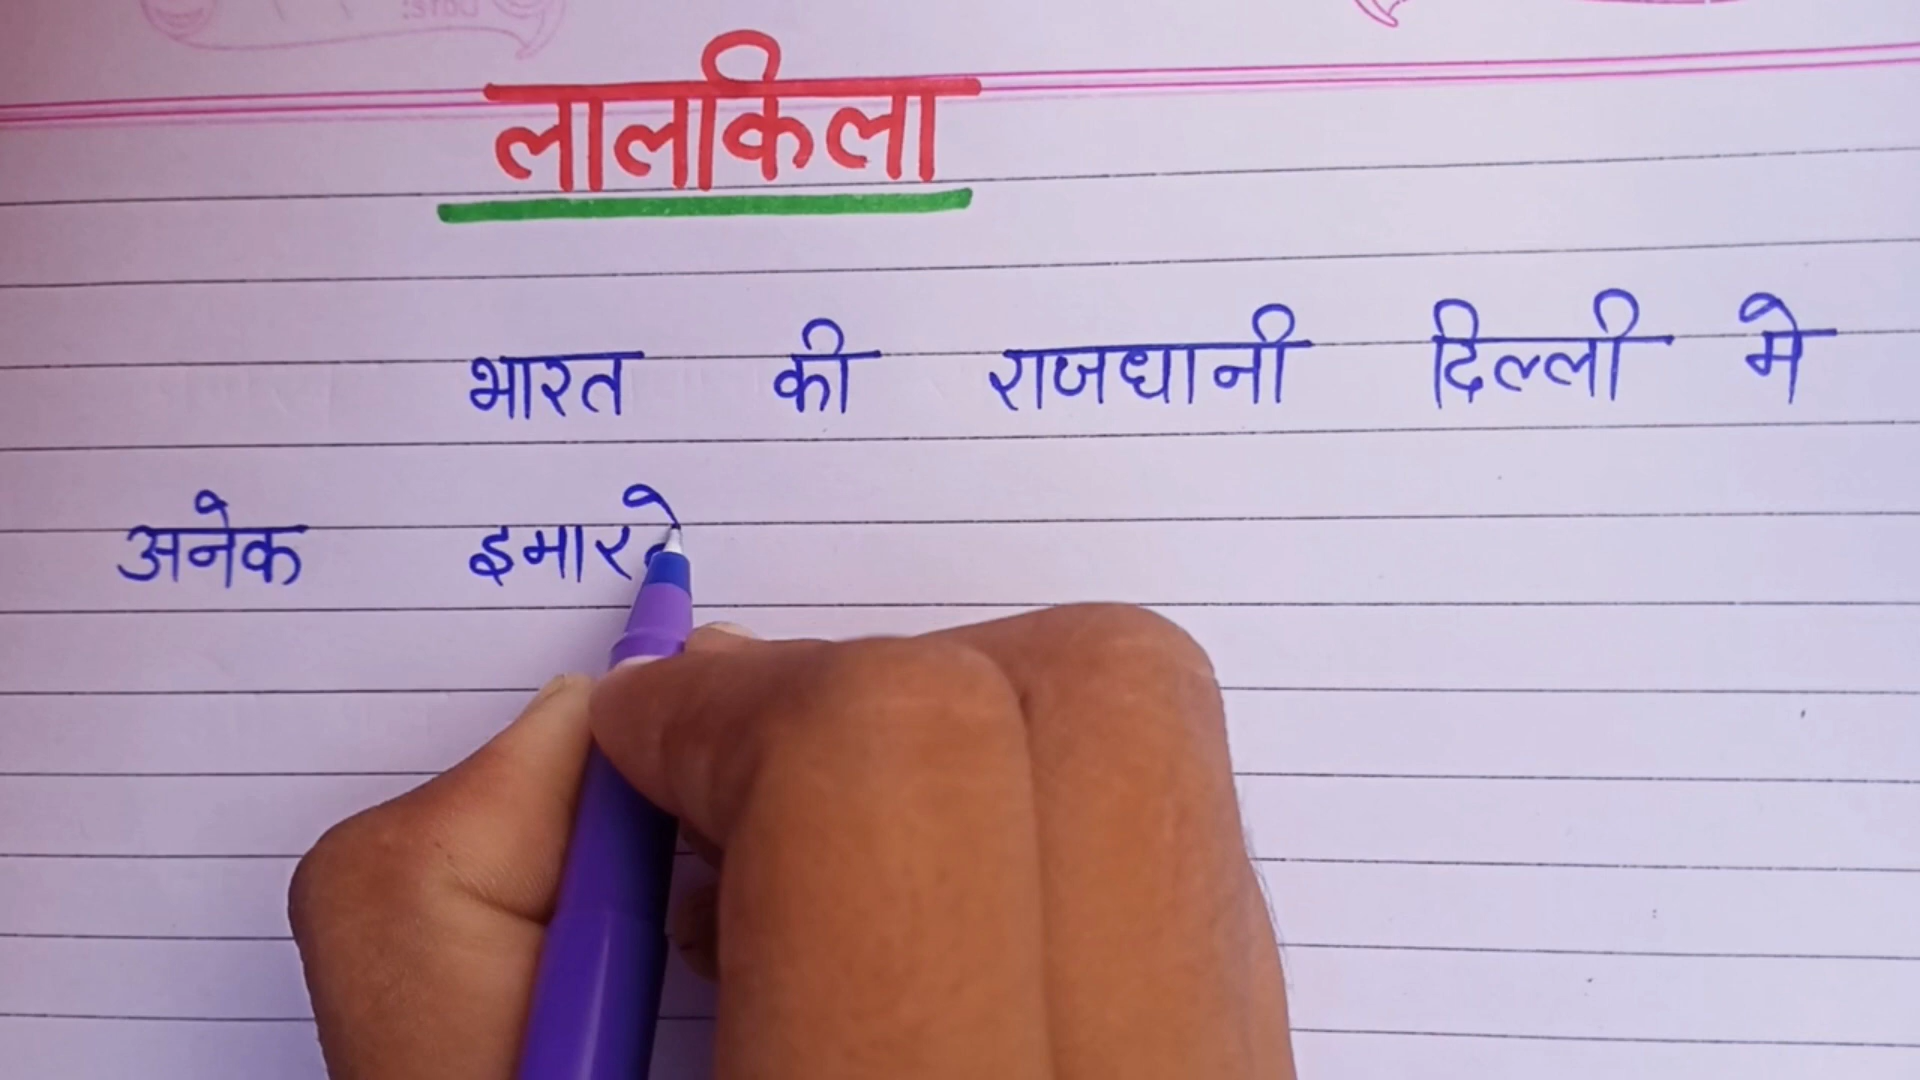 लालकिला
भारत की राजधानी दिल्ली मे
अनेक इमारते